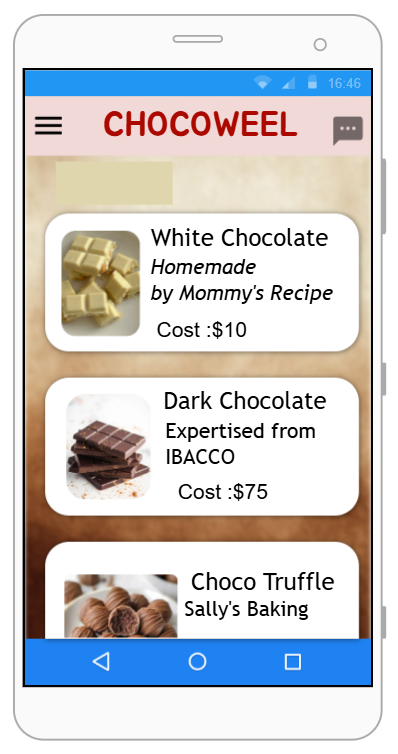 16:46
CHOCOWEEL
White Chocolate
Homemade
by Mommy's Recipe
Cost :$10
Dark Chocolate
Expertised from
IBACCO
Cost :$75
Choco Truffle
Sally's Baking